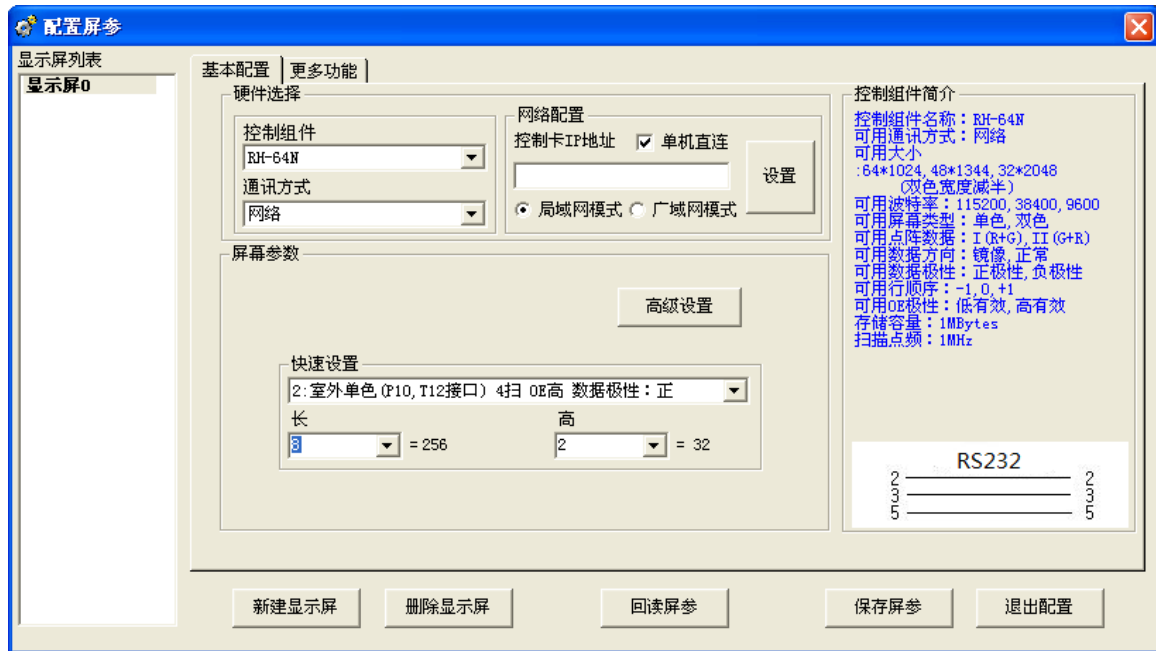 配置屏参
显示屏列表
显示屏0
基本配置
更多功能
硬件选择
控制组件
RH-64N
通讯方式
网络
网络配置
控制卡IP地址
单机直连
设置
局域网模式
广域网模式
屏幕参数
高级设置
快速设置
2:室外单色(P10,T12接口) 4扫 OE高 数据极性：正
长
高
8
= 256
2
= 32
控制组件简介
控制组件名称：RH-64N
可用通讯方式：网络
可用大小
:64*1024,48*1344,32*2048
(双色宽度减半)
可用波特率：115200,38400,9600
可用屏幕类型：单色,双色
可用点阵数据：I(R+G),II(G+R)
可用数据方向：镜像,正常
可用数据极性：正极性,负极性
可用行顺序：-1,0,+1
可用OE极性：低有效,高有效
存储容量：1MBytes
扫描点频：1MHz
RS232
2 2
3 3
5 5
新建显示屏
删除显示屏
回读屏参
保存屏参
退出配置